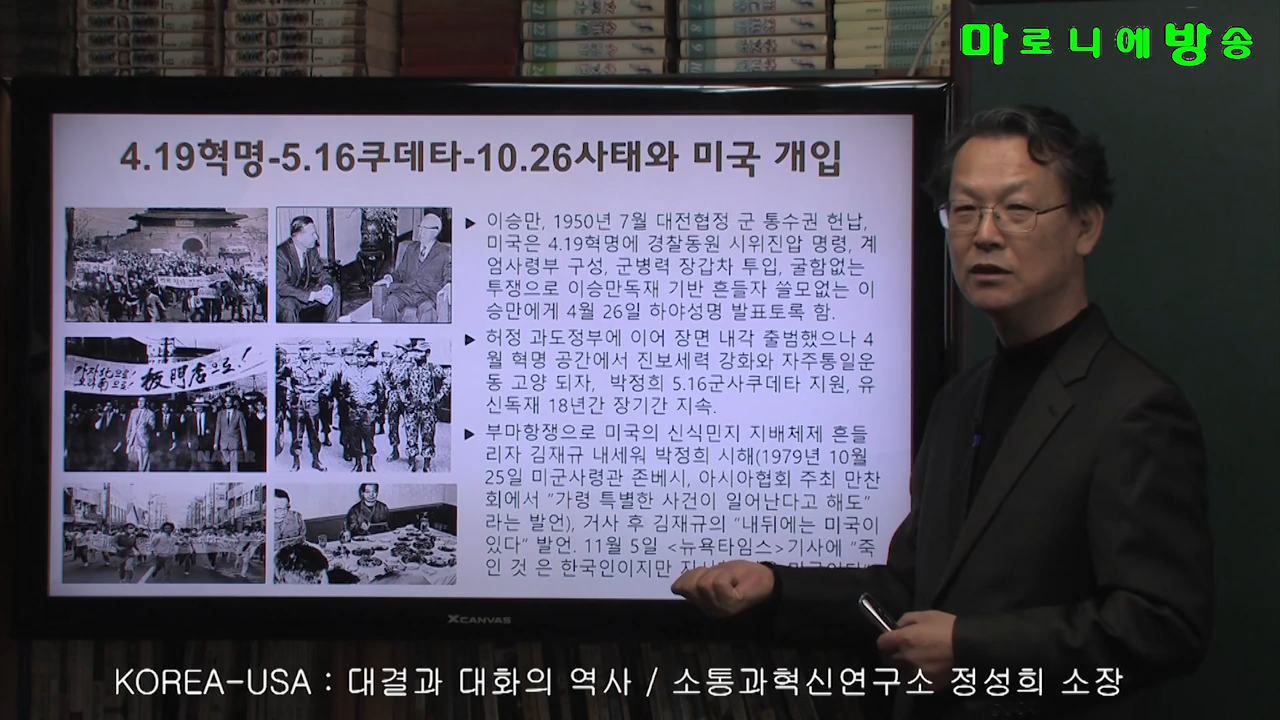 마로니에방송
4.19혁명-5.16쿠데타-10.26사태와 미국 개입
이승만, 1950년 7월 대전협정 군 통수권 헌납,
미국은 4.19혁명에 경찰동원 시위진압 명령, 계
엄사령부 구성, 군병력 장갑차 투입, 굴함없는
투쟁으로 이승만독재 기반 흔들자 쓸모없는 이
승만에게 4월 26일 하야성명 발표토록 함.
허정 과도정부에 이어 장면 내각 출범했으나 4
월 혁명 공간에서 진보세력 강화와 자주통일운
동 고양 되자, 박정희 5.16군사쿠데타 지원, 유
신독재 18년간 장기간 지속.
부마항쟁으로 미국의 신식민지 지배체제 흔들
리자 김재규 내세워 박정희 시해(1979년 10월
25일 미군사령관 존베시, 아시아협회 주최 만찬
회에서 "가령 특별한 사건이 일어난다고 해도"
라는 발언), 거사 후 김재규의 "내뒤에는 미국이
있다" 발언. 11월 5일 <뉴욕타임스>기사에 "죽
인 것 은 한국인이지만
板門店으로!
XCANVAS
KOREA-USA : 대결과 대화의 역사 / 소통과혁신연구소 정성희 소장